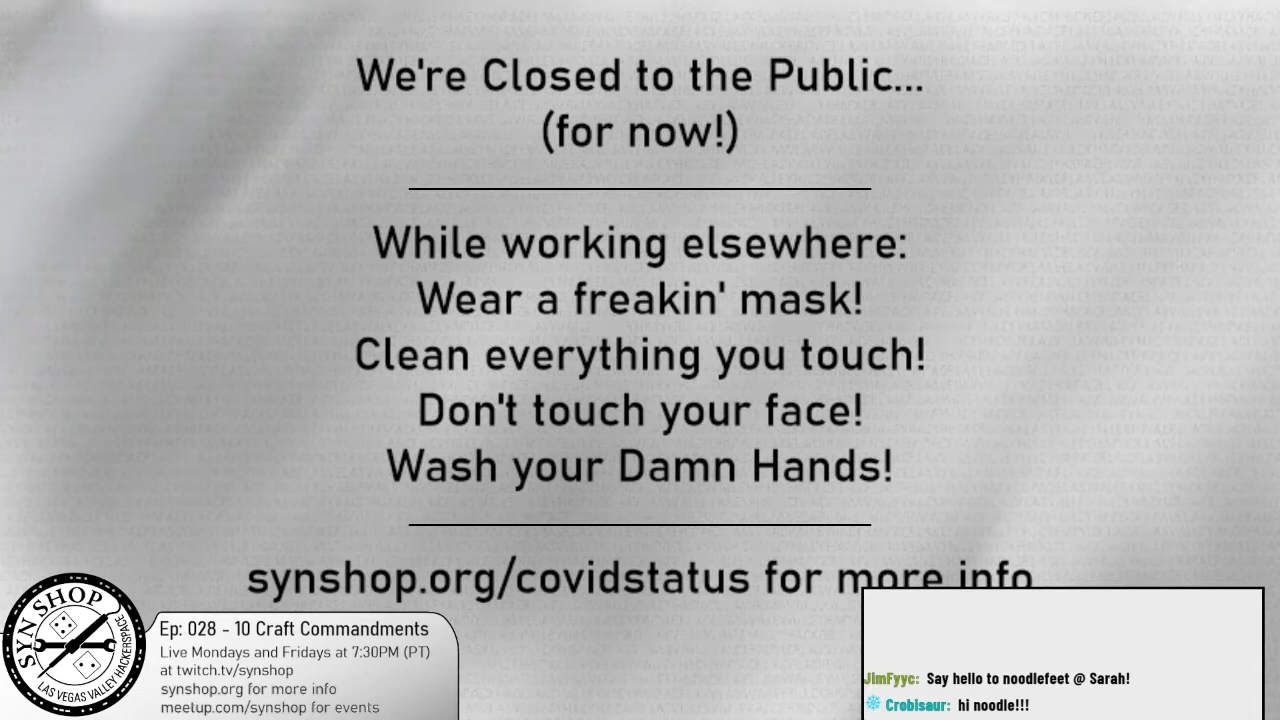 We're Closed to the Public...
(for now!)
While working elsewhere:
Wear a freakin' mask!
Clean everything you touch!
Don't touch your face!
Wash your Damn Hands!
synshop.org/covidstatus for more info
SYN SHOP
LAS VEGAS VALLEY HACKERSPACE
Ep: 028 - 10 Craft Commandments
Live Mondays and Fridays at 7:30PM (PT)
at twitch.tv/synshop
synshop.org for more info
meetup.com/synshop for events
JimFyyc: Say hello to noodlefeet @ Sarah!
Crobisaur: hi noodle!!!